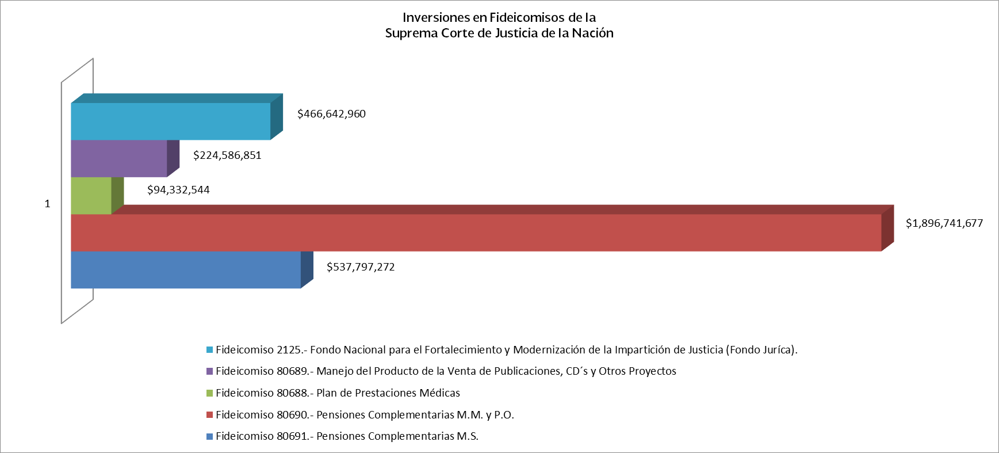 Inversiones en Fideicomisos de la
Suprema Corte de Justicia de la Nación
$466,642,960
$224,586,851
$94,332,544
1
$1,896,741,677
$537,797,272
Fideicomiso 2125.- Fondo Nacional para el Fortalecimiento y Modernización de la Impartición de Justicia (Fondo Juríca).
Fideicomiso 80689.- Manejo del Producto de la Venta de Publicaciones, CD´s y Otros Proyectos
Fideicomiso 80688.- Plan de Prestaciones Médicas
Fideicomiso 80690.- Pensiones Complementarias M.M. y P.O.
Fideicomiso 80691.- Pensiones Complementarias M.S.